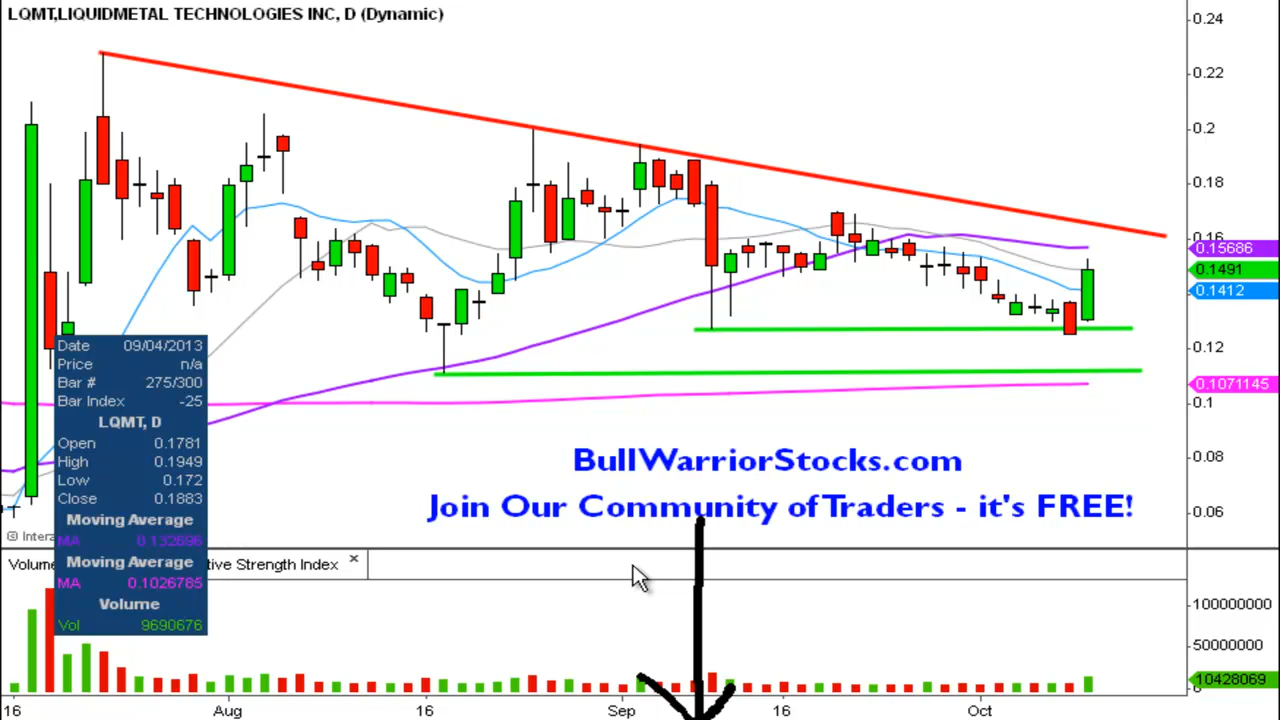 LQMT,LIQUIDMETAL TECHNOLOGIES INC, D (Dynamic)
0.24
0.22
0.2
0.18
0.16
0.15686
0.1491
0.1412
0.12
0.1071145
0.1
0.08
0.06
Date 09/04/2013
Price n/a
Bar # 275/300
Bar Index -25
LQMT, D
Open 0.1781
High 0.1949
Low 0.172
Close 0.1883
Moving Average
MA 0.132696
Moving Average
MA 0.1026785
Volume
Vol 9690676
BullWarriorStocks.com
Join Our Community of Traders - it's FREE!
© Intera
Volume
tive Strength Index
100000000
50000000
10428069
0
16 Aug 16 Sep 16 Oct